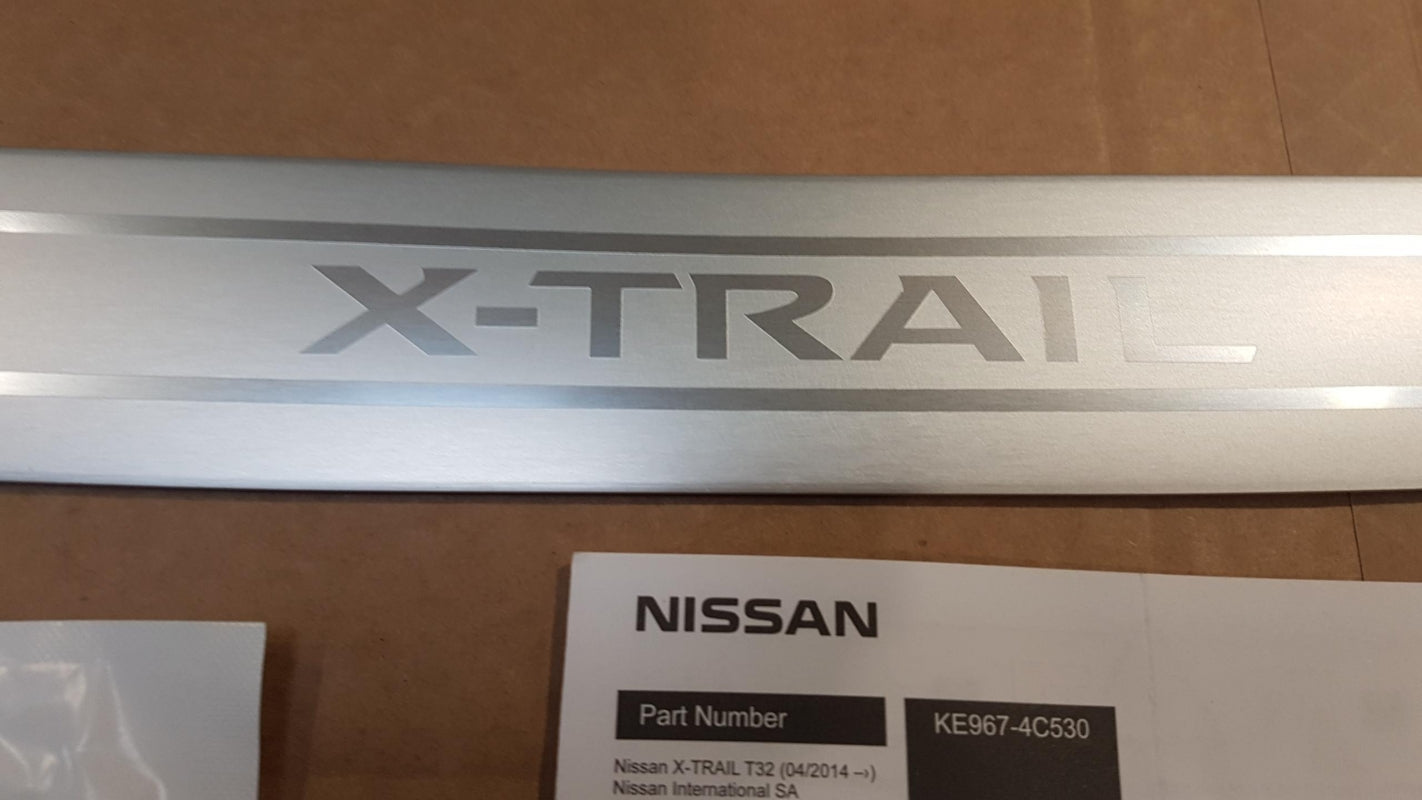 X-TRAIL
NISSAN
Part Number
KE967-4C530
Nissan X-TRAIL T32 (04/2014 –›)
Nissan International SA